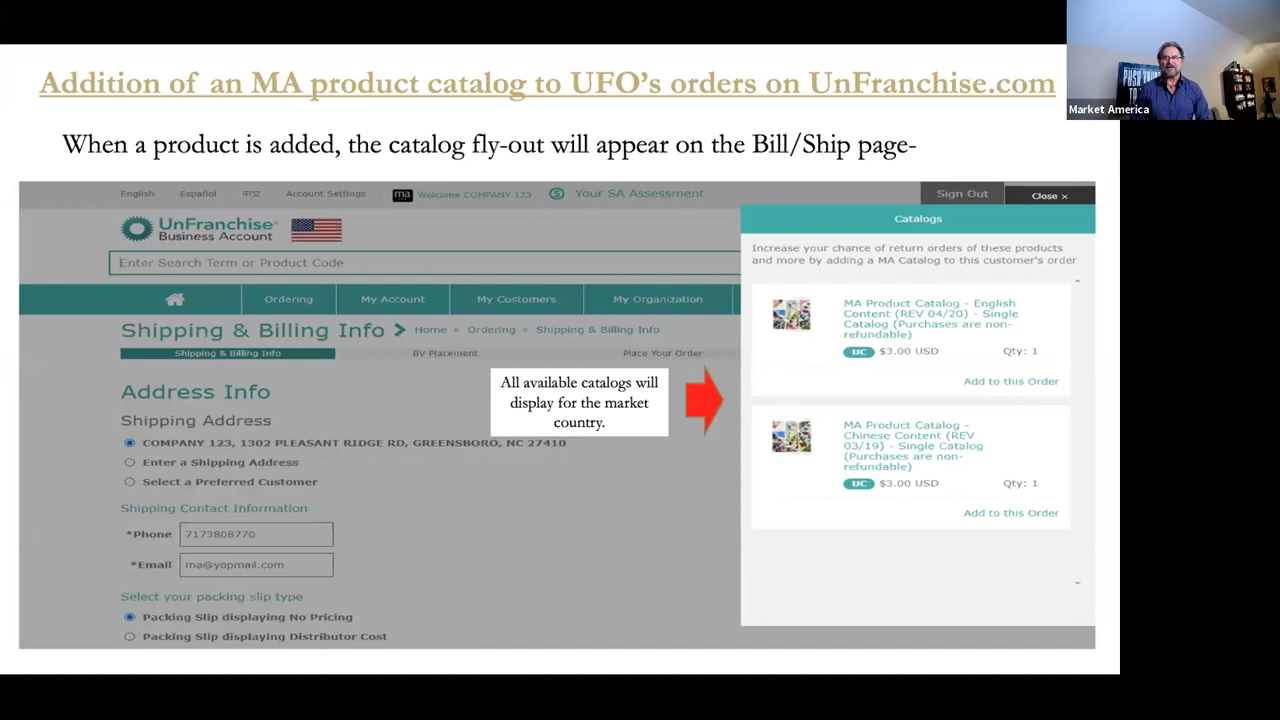 Addition of an MA product catalog to UFO's orders on UnFranchise.com
Market America
When a product is added, the catalog fly-out will appear on the Bill/Ship page-
English Español Account Settings ma Welcome COMPANY 123 Your SA Assessment Sign Out Close ×
UnFranchise®
Business Account
Enter Search Term or Product Code
Ordering My Account My Customers My Organization
Shipping & Billing Info Home » Ordering » Shipping & Billing Info
Shipping & Billing Info BV Placement Place Your Order
Address Info
Shipping Address
COMPANY 123, 1302 PLEASANT RIDGE RD, GREENSBORO, NC 27410
Enter a Shipping Address
Select a Preferred Customer
Shipping Contact Information
*Phone 7173808770
*Email ma@yopmail.com
Select your packing slip type
Packing Slip displaying No Pricing
Packing Slip displaying Distributor Cost
All available catalogs will
display for the market
country.
Catalogs
Increase your chance of return orders of these products
and more by adding a MA Catalog to this customer's order
MA Product Catalog - English
Content (REV 04/20) - Single
Catalog (Purchases are non-
refundable)
UC $3.00 USD Qty: 1
Add to this Order
MA Product Catalog -
Chinese Content (REV
03/19) - Single Catalog
(Purchases are non-
refundable)
UC $3.00 USD Qty: 1
Add to this Order